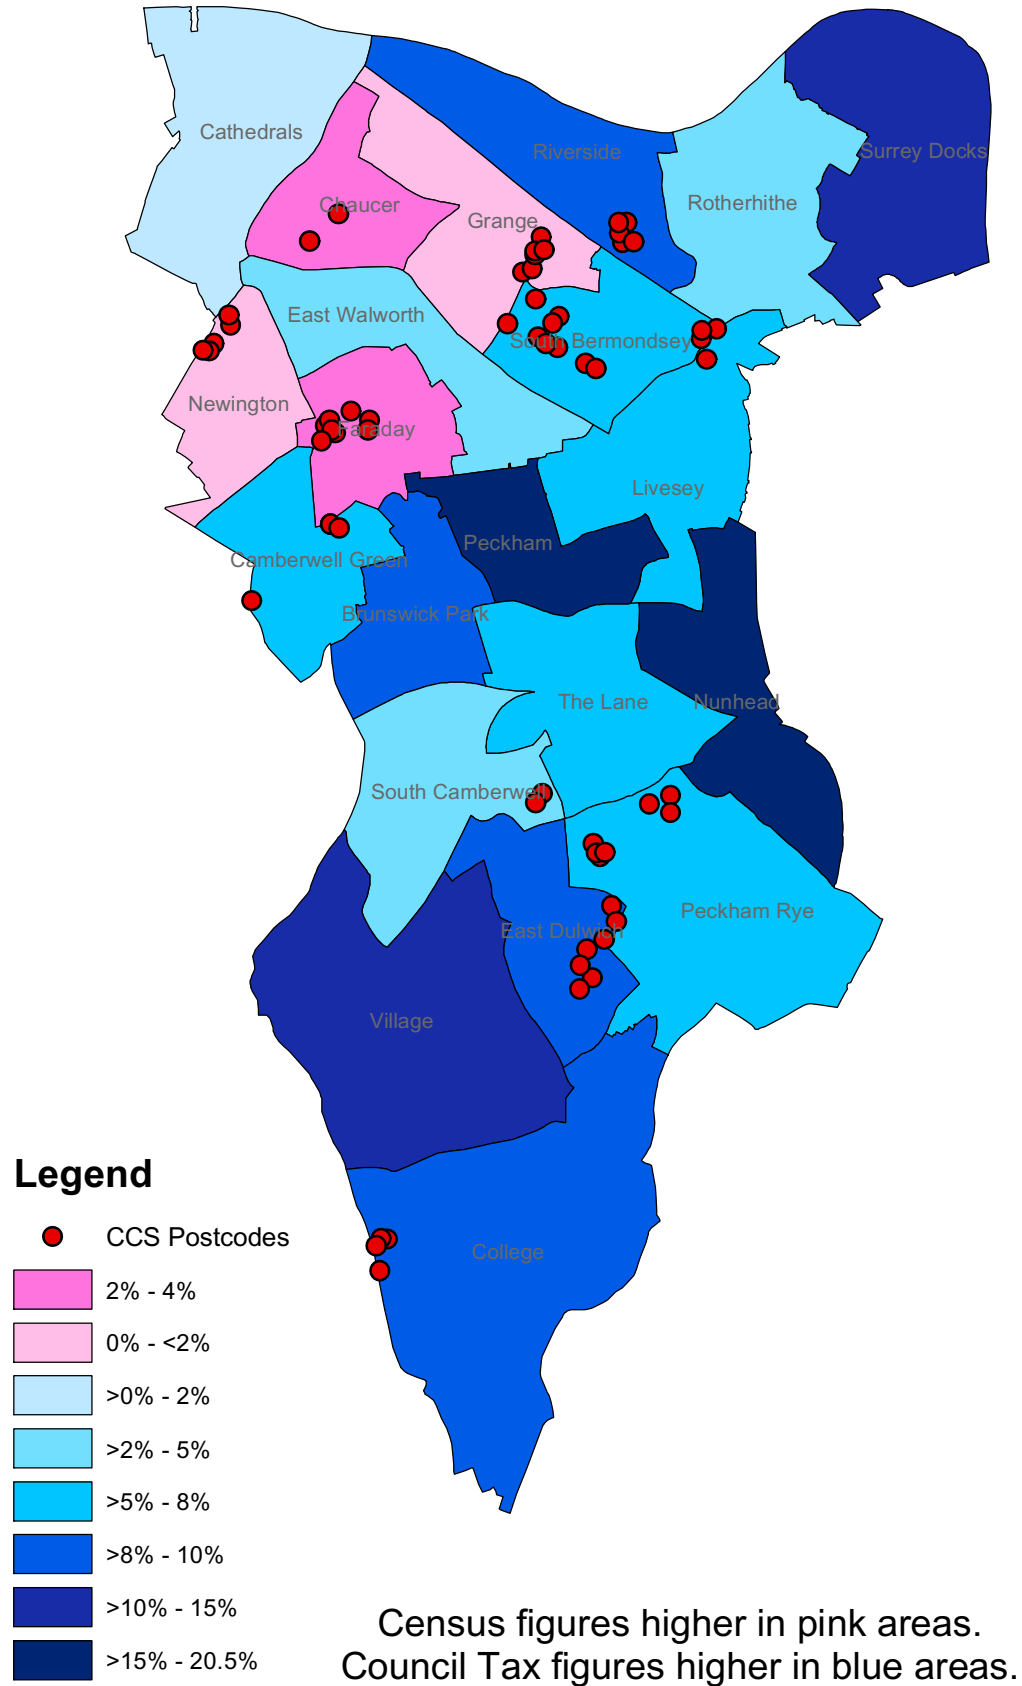 Cathedrals
Riverside
Surrey Docks
Chaucer
Rotherhithe
Grange
East Walworth
South Bermondsey
Newington
Faraday
Livesey
Peckham
Camberwell Green
Brunswick Park
The Lane
Nunhead
South Camberwell
Peckham Rye
East Dulwich
Village
College
Legend
CCS Postcodes
2% - 4%
0% - <2%
>0% - 2%
>2% - 5%
>5% - 8%
>8% - 10%
>10% - 15%
>15% - 20.5%
Census figures higher in pink areas.
Council Tax figures higher in blue areas.